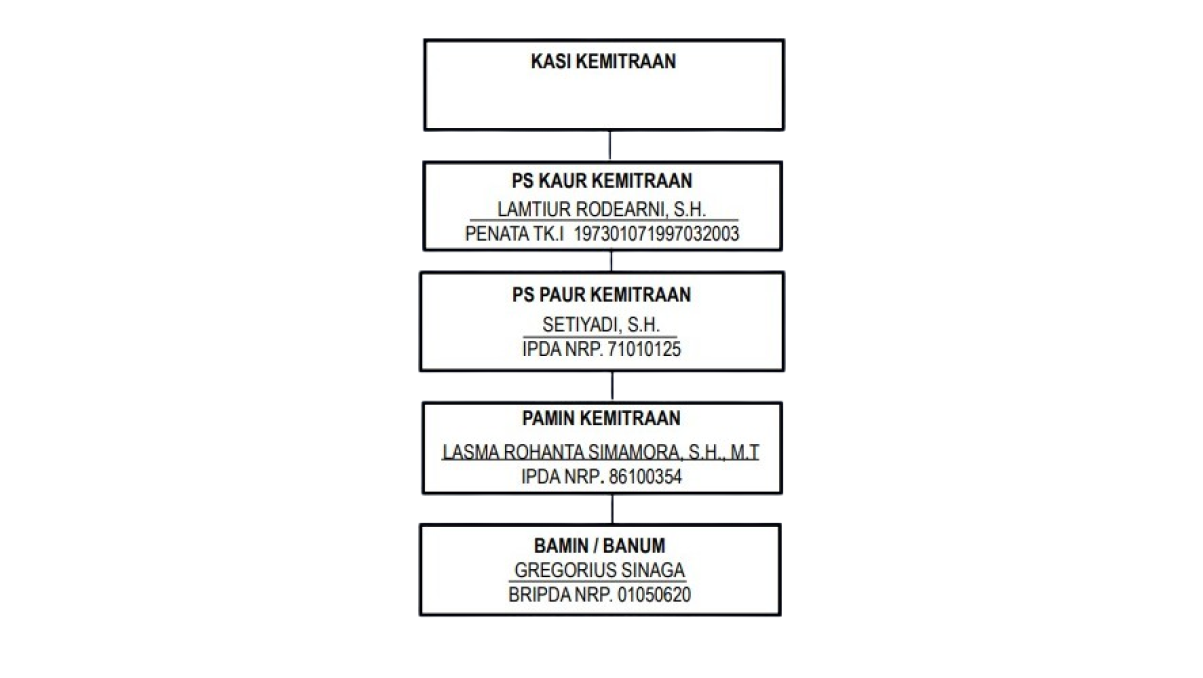 KASI KEMITRAAN
PS KAUR KEMITRAAN
LAMTIUR RODEARNI, S.H.
PENATA TK.I 197301071997032003
PS PAUR KEMITRAAN
SETIYADI, S.H.
IPDA NRP. 71010125
PAMIN KEMITRAAN
LASMA ROHANTA SIMAMORA, S.H., M.T
IPDA NRP. 86100354
BAMIN / BANUM
GREGORIUS SINAGA
BRIPDA NRP. 01050620